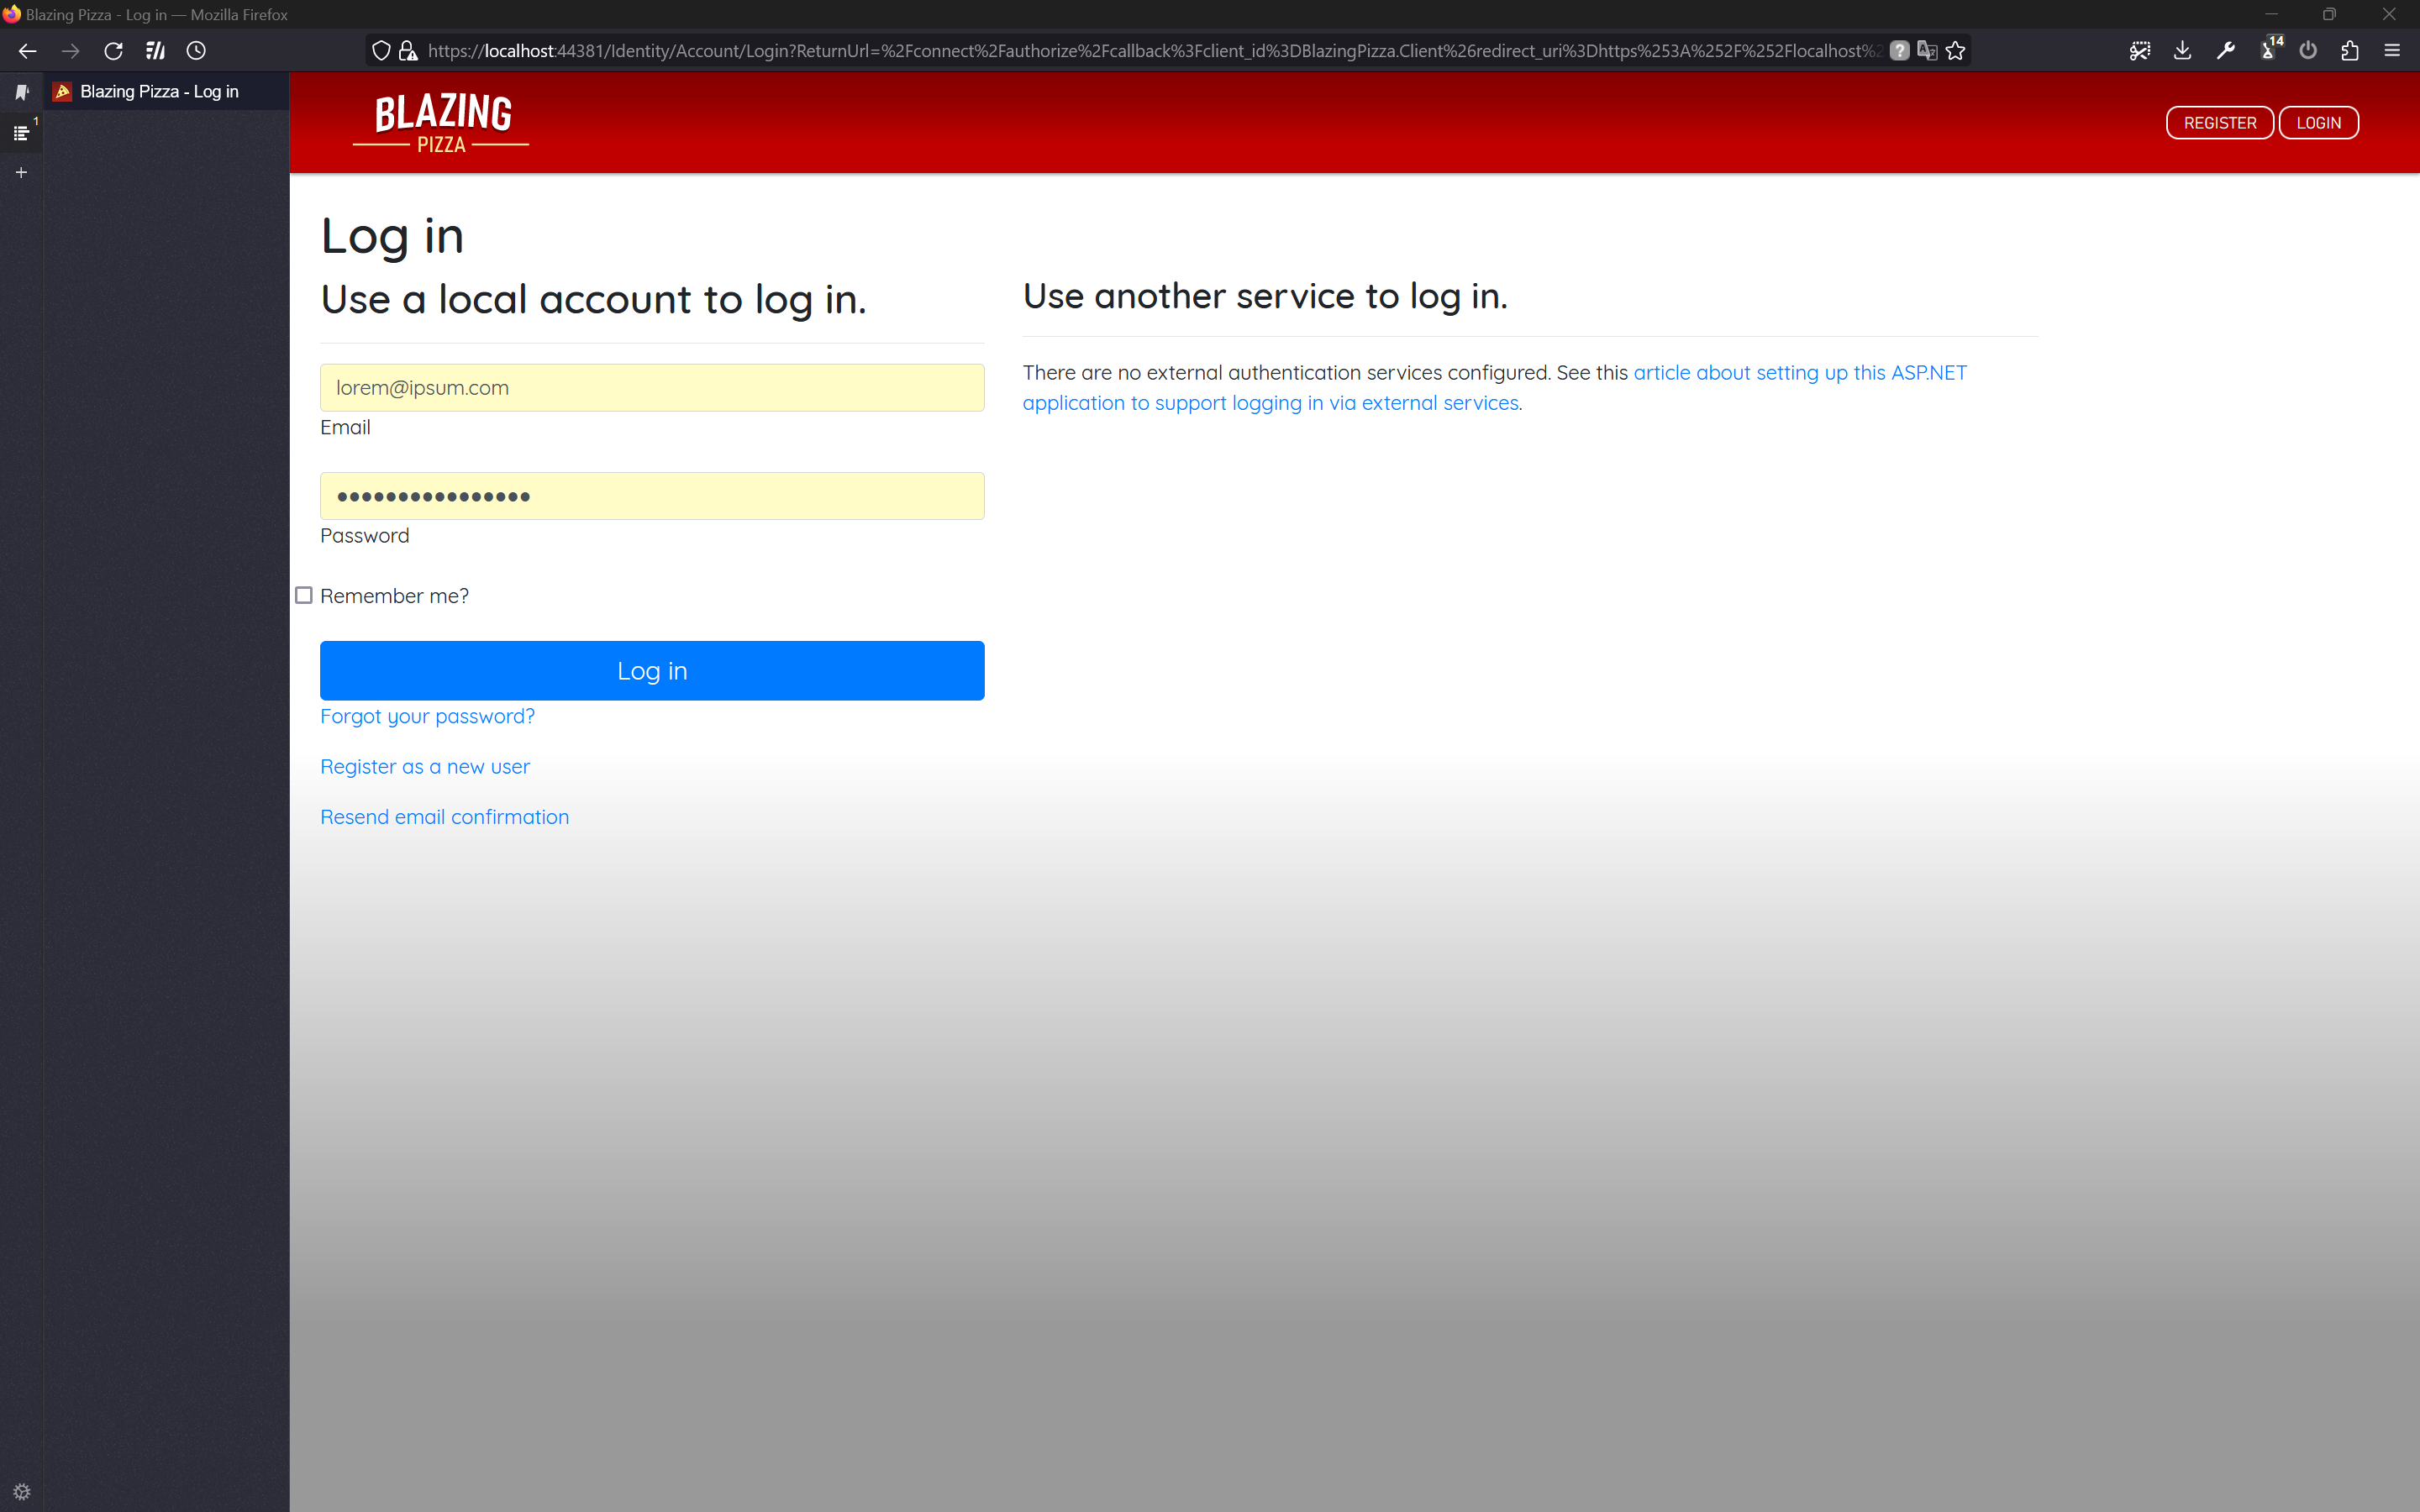 Blazing Pizza - Log in — Mozilla Firefox
https://localhost:44381/Identity/Account/Login?ReturnUrl=%2Fconnect%2Fauthorize%2Fcallback%3Fclient_id%3DBlazingPizza.Client%26redirect_uri%3Dhttps%253A%252F%252Flocalhost%2
14
Blazing Pizza - Log in
1
BLAZING
PIZZA
REGISTER
LOGIN
Log in
Use a local account to log in.
lorem@ipsum.com
Email
Password
Remember me?
Log in
Forgot your password?
Register as a new user
Resend email confirmation
Use another service to log in.
There are no external authentication services configured. See this article about setting up this ASP.NET
application to support logging in via external services.